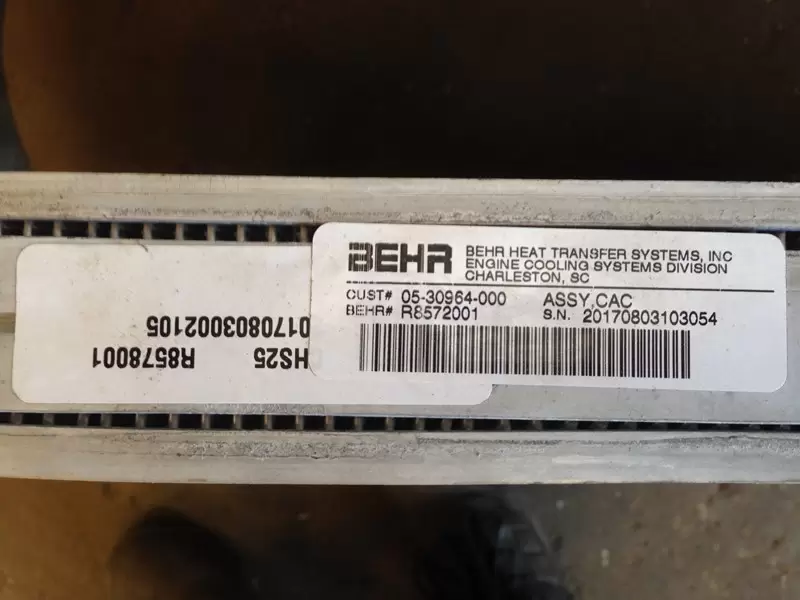 BEHR
BEHR HEAT TRANSFER SYSTEMS, INC
ENGINE COOLING SYSTEMS DIVISION
CHARLESTON, SC
CUST# 05-30964-000 ASSY,CAC
BEHR# R8572001 S.N. 20170803103054
HS25 R8578001
0170803002105